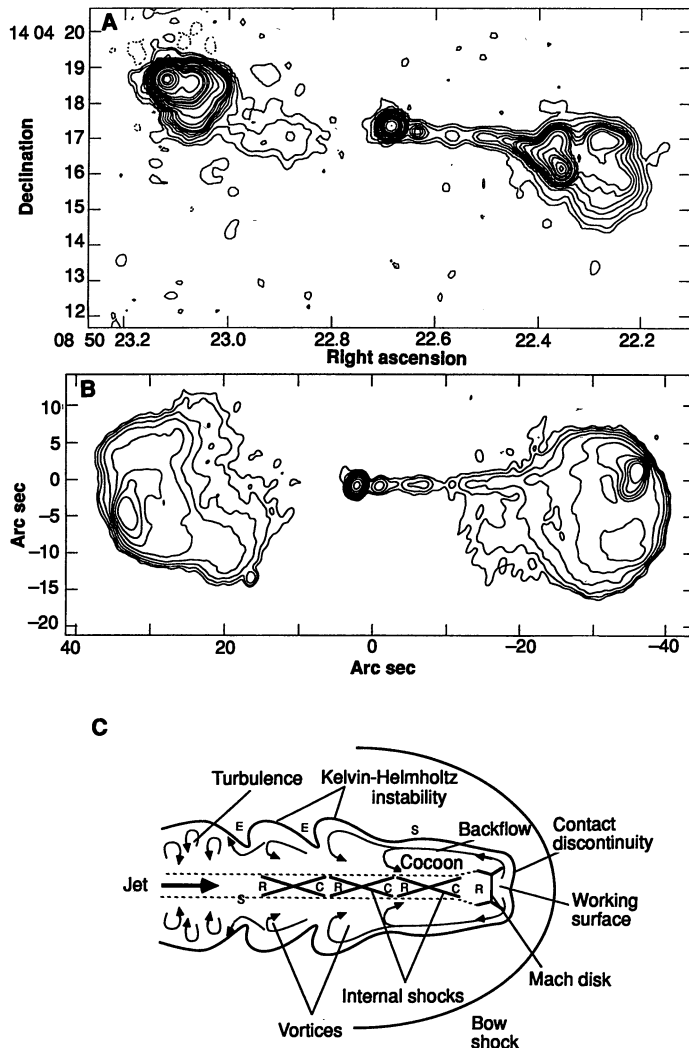 A
14 04 20
19
18
17
16
15
14
13
12
Declination
08 50 23.2 23.0 22.8 22.6 22.4 22.2
Right ascension
B
10
5
0
−5
−10
−15
−20
Arc sec
40 20 0 −20 −40
Arc sec
C
Turbulence
Kelvin-Helmholtz
instability
E E S
Backflow
Contact
discontinuity
Cocoon
Jet
R C R C R C R
S
Working
surface
Mach disk
Internal shocks
Vortices
Bow
shock